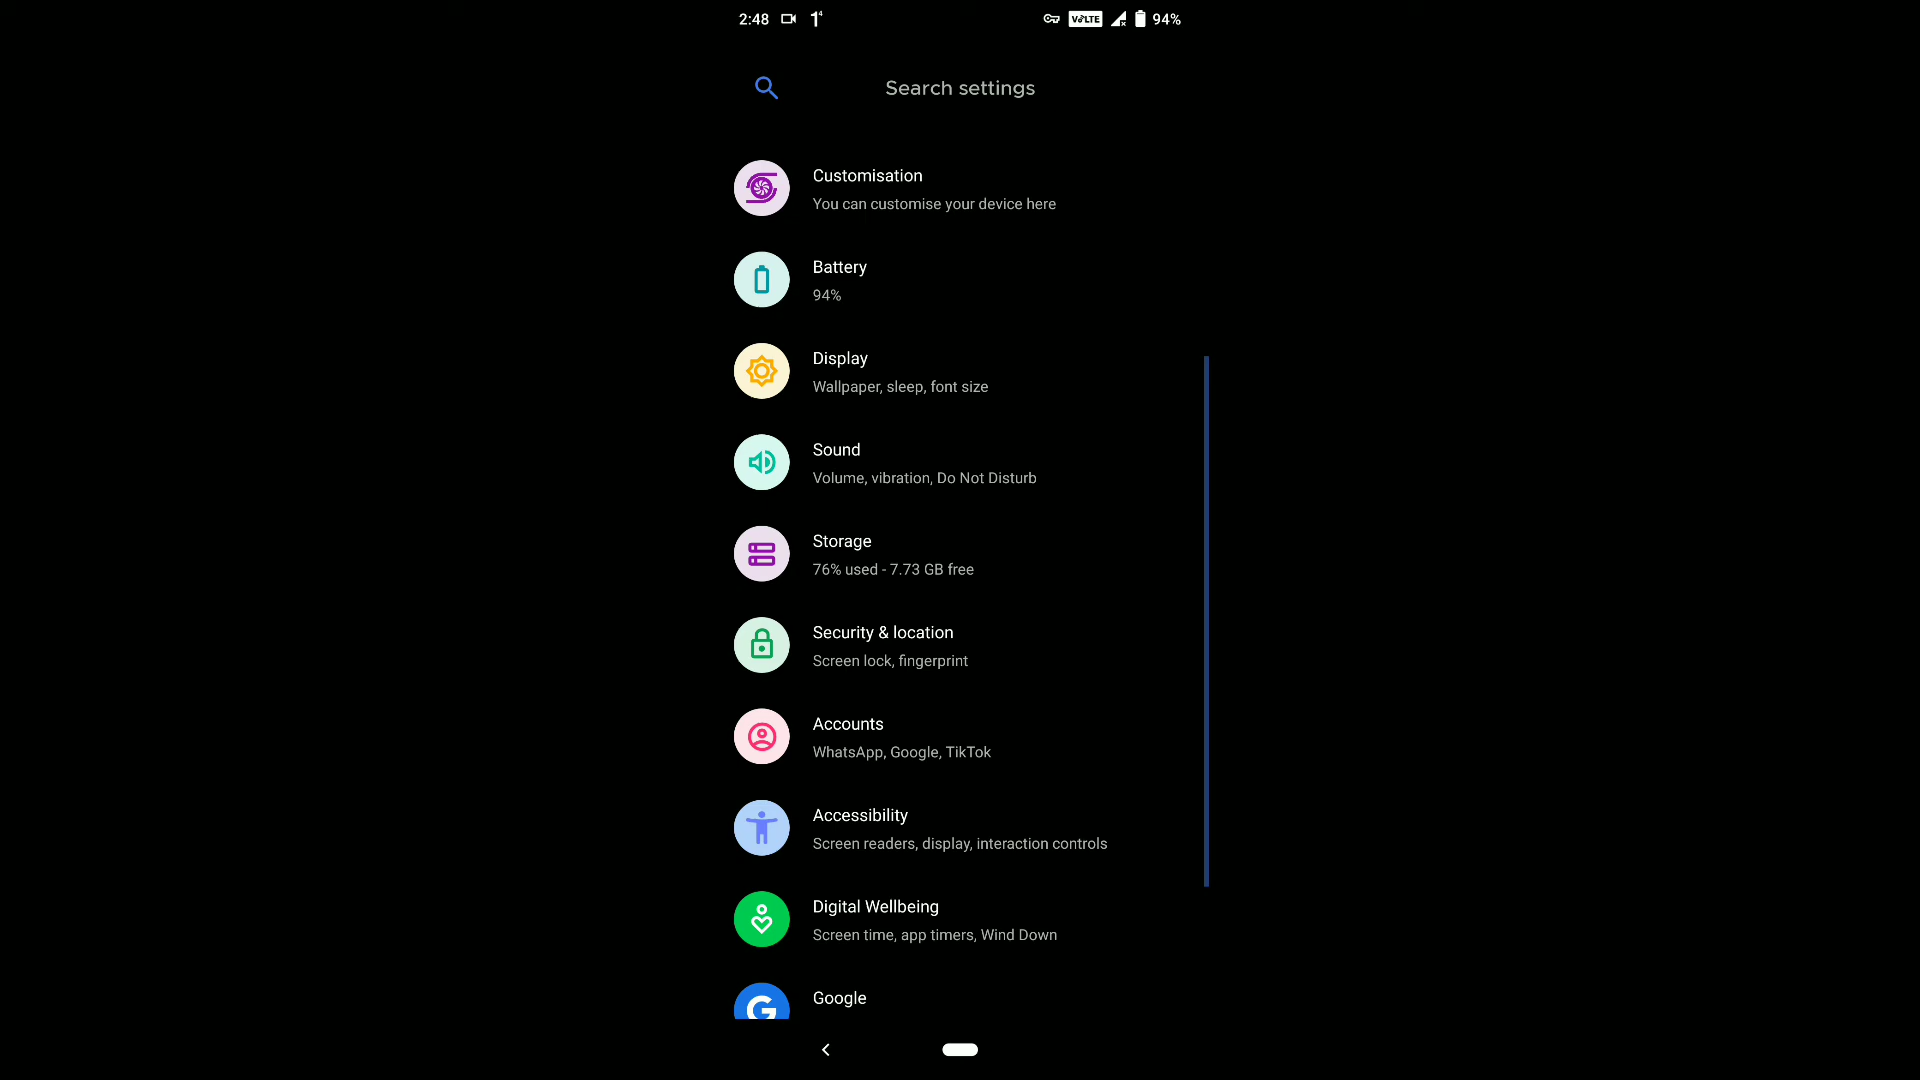 2:48 1⁴ VoLTE 94%
Search settings
Customisation
You can customise your device here
Battery
94%
Display
Wallpaper, sleep, font size
Sound
Volume, vibration, Do Not Disturb
Storage
76% used - 7.73 GB free
Security & location
Screen lock, fingerprint
Accounts
WhatsApp, Google, TikTok
Accessibility
Screen readers, display, interaction controls
Digital Wellbeing
Screen time, app timers, Wind Down
Google